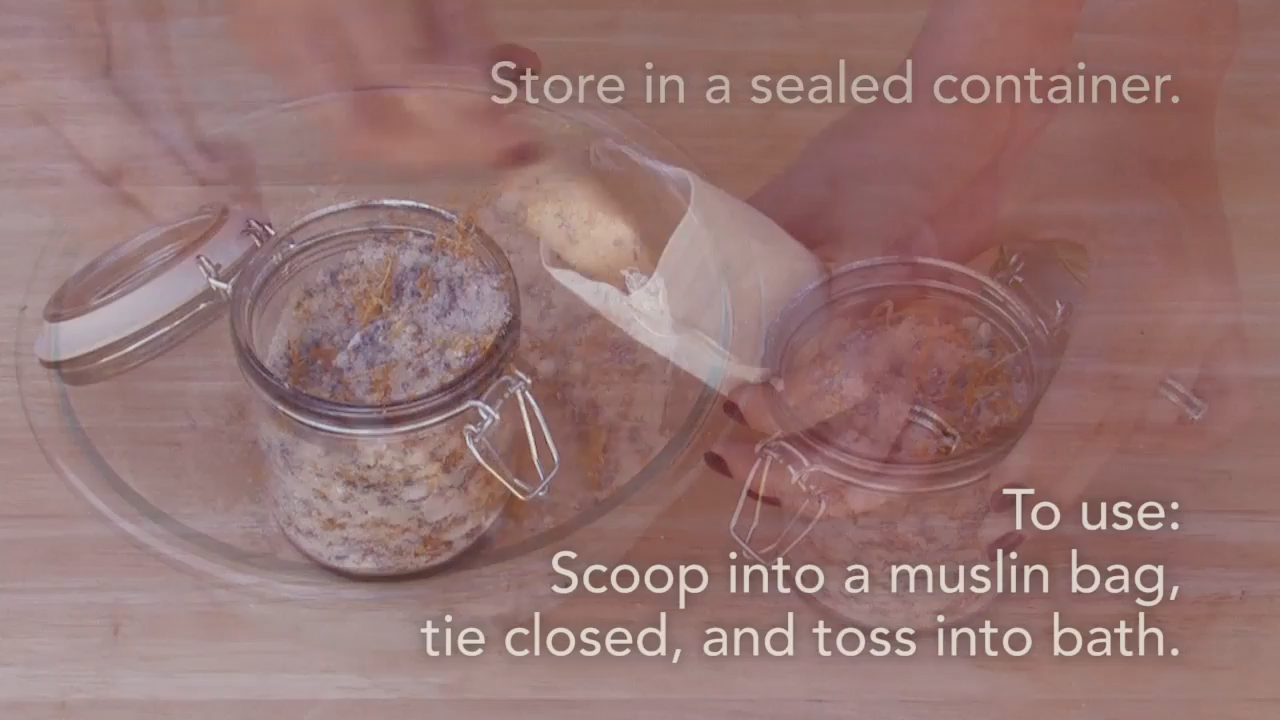 Store in a sealed container.
To use:
Scoop into a muslin bag,
tie closed, and toss into bath.